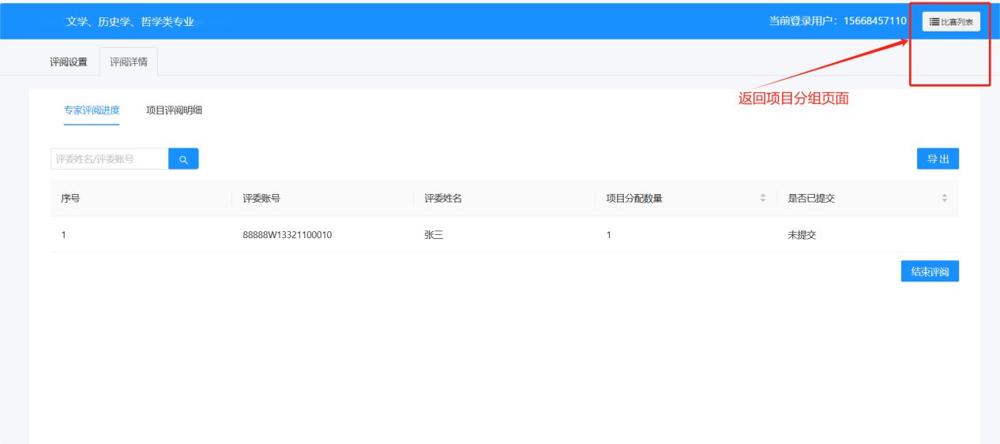 文学、历史学、哲学类专业
当前登录用户：15668457110
比赛列表
评阅设置
评阅详情
返回项目分组页面
专家评阅进度
项目评阅明细
评委姓名/评委账号
导出
序号
评委账号
评委姓名
项目分配数量
是否已提交
1
88888W13321100010
张三
1
未提交
结束评阅